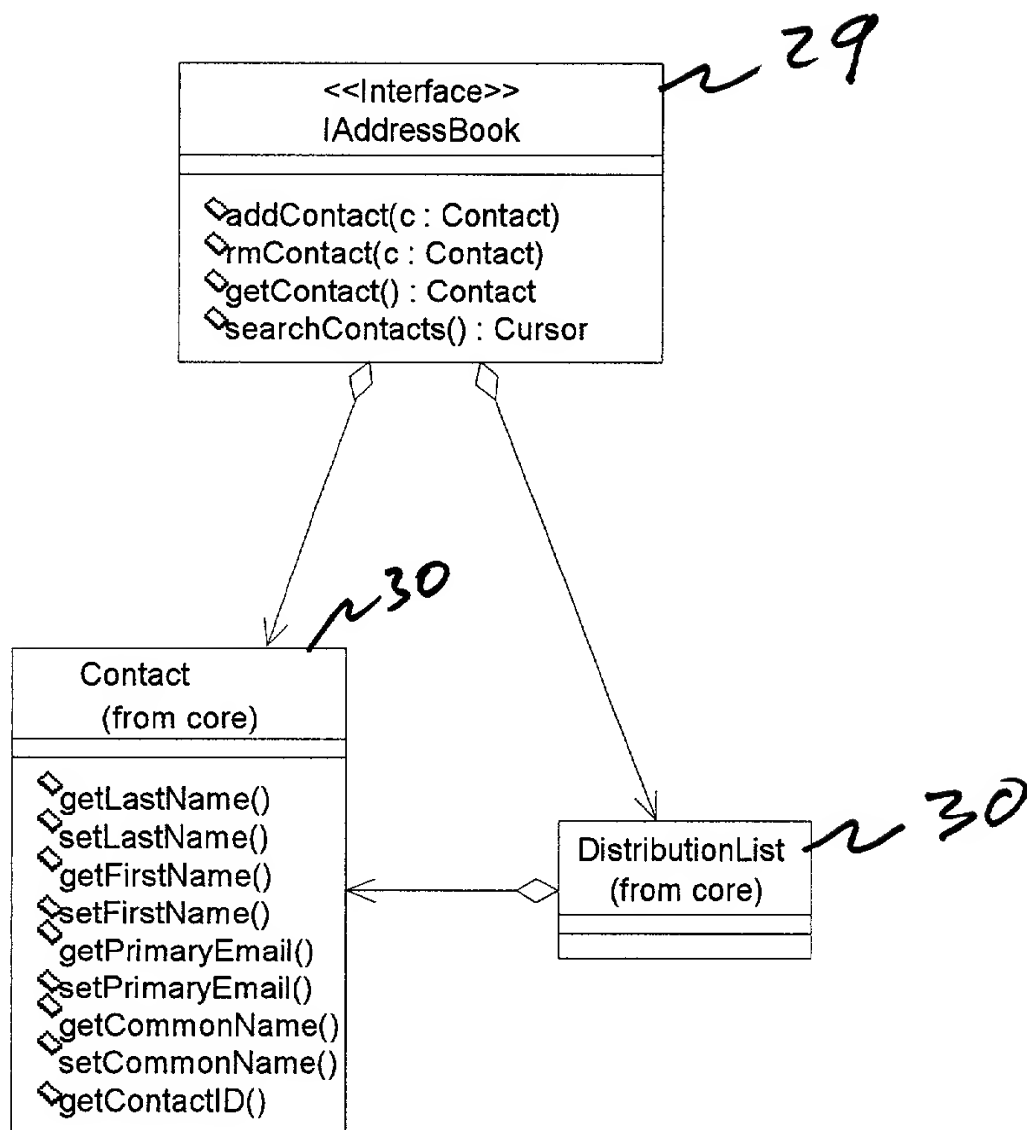 29
<<Interface>>
IAddressBook
addContact(c : Contact)
rmContact(c : Contact)
getContact() : Contact
searchContacts() : Cursor
30
Contact
(from core)
getLastName()
setLastName()
getFirstName()
setFirstName()
getPrimaryEmail()
setPrimaryEmail()
getCommonName()
setCommonName()
getContactID()
30
DistributionList
(from core)